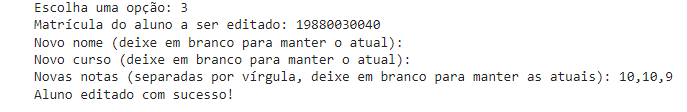 Escolha uma opção: 3
Matrícula do aluno a ser editado: 19880030040
Novo nome (deixe em branco para manter o atual):
Novo curso (deixe em branco para manter o atual):
Novas notas (separadas por vírgula, deixe em branco para manter as atuais): 10,10,9
Aluno editado com sucesso!